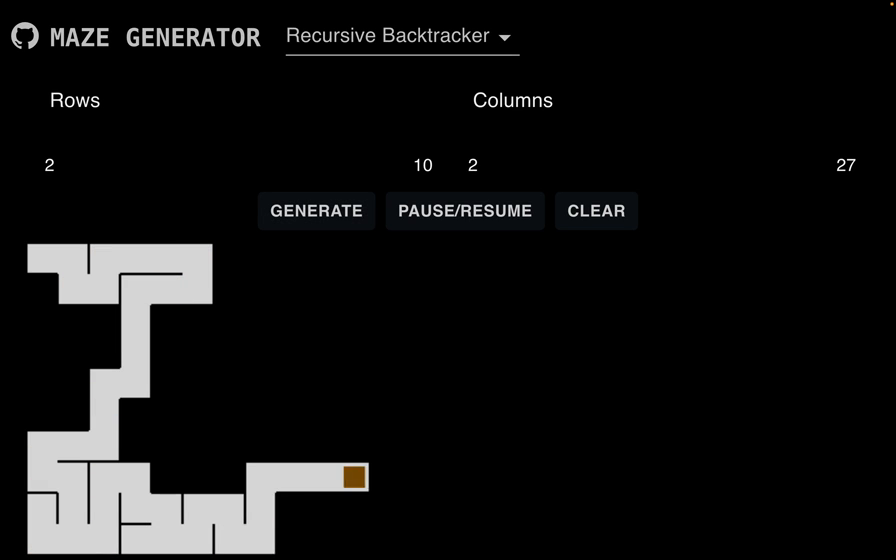 MAZE GENERATOR Recursive Backtracker
Rows Columns
2 10 2 27
GENERATE PAUSE/RESUME CLEAR